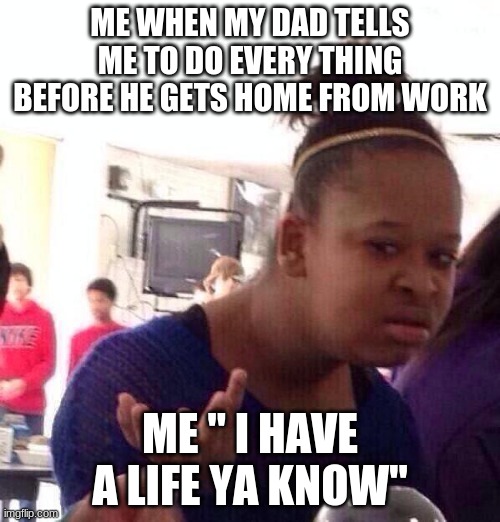 ME WHEN MY DAD TELLS
ME TO DO EVERY THING
BEFORE HE GETS HOME FROM WORK
ME " I HAVE
A LIFE YA KNOW"
imgflip.com